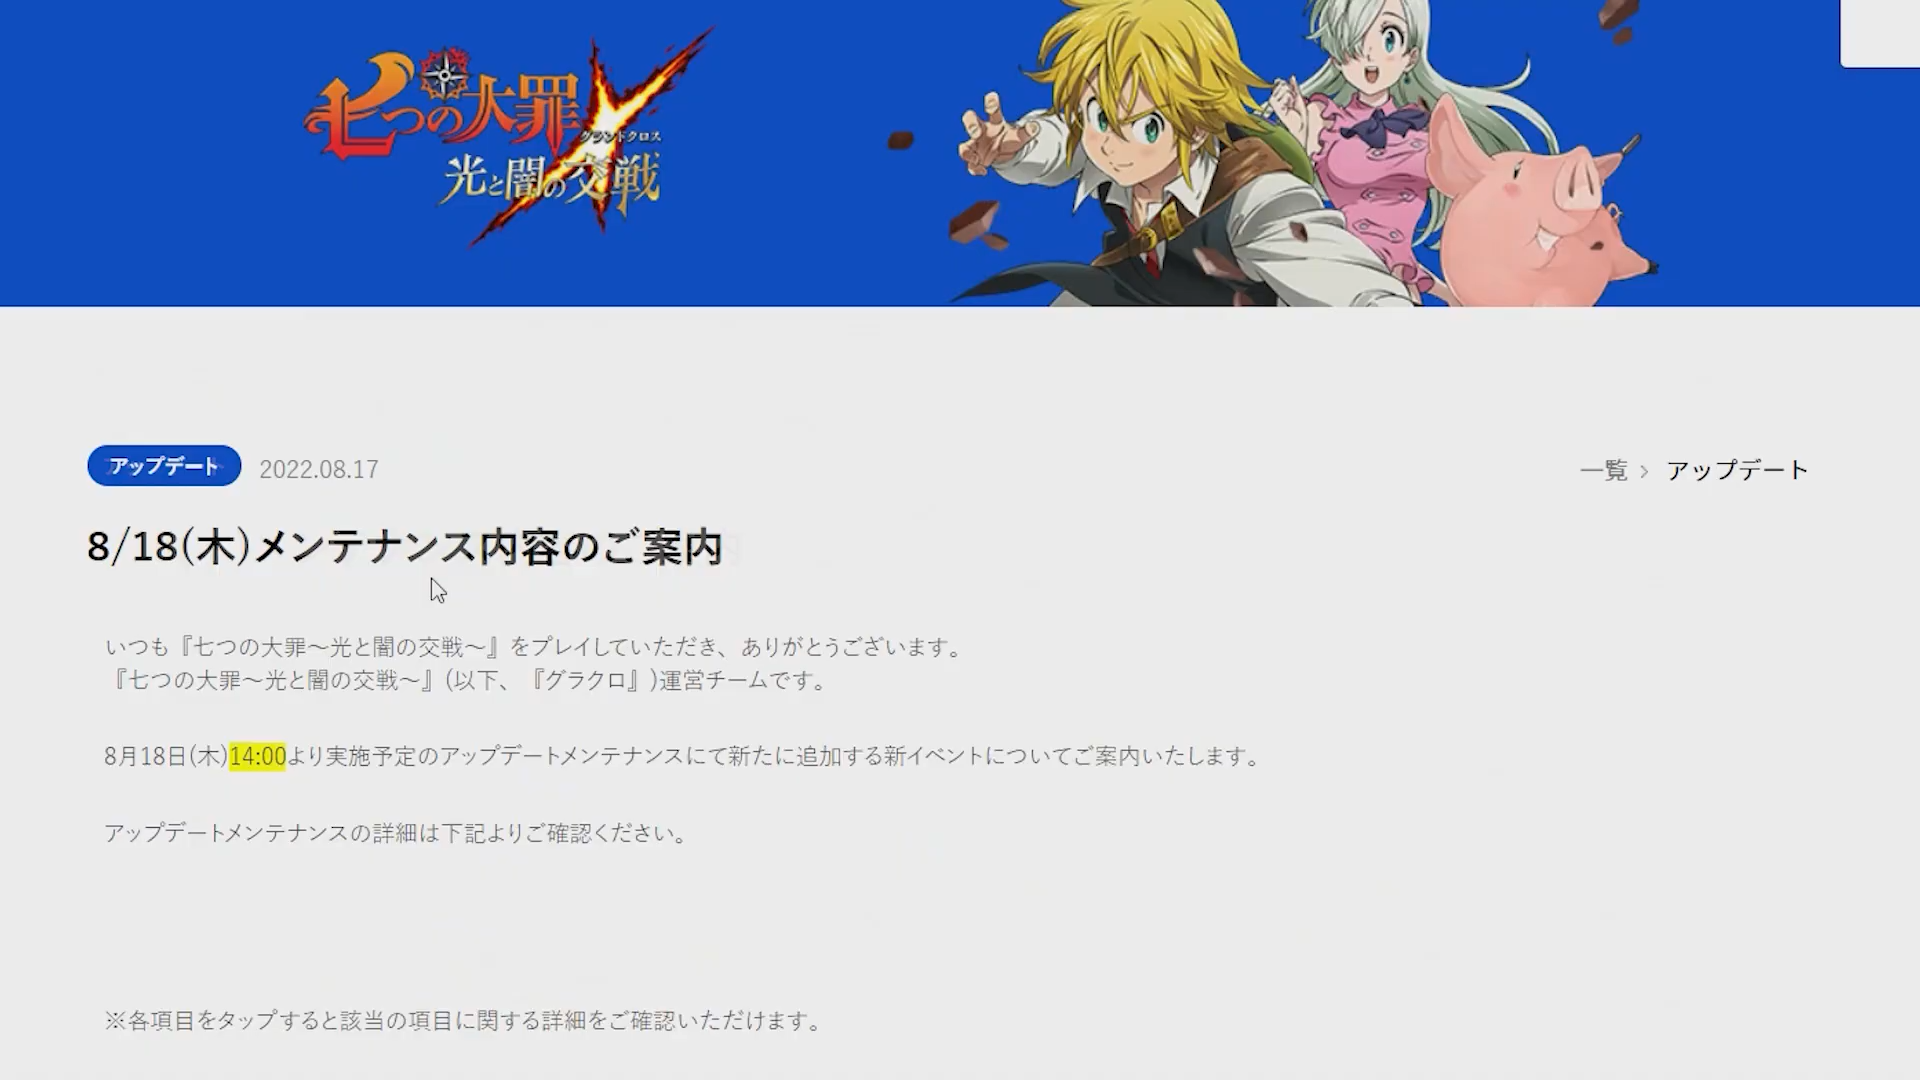 七つの大罪
グランドクロス
光と闇の交戦
アップデート 2022.08.17
一覧 > アップデート
8/18(木)メンテナンス内容のご案内
いつも『七つの大罪～光と闇の交戦～』をプレイしていただき、ありがとうございます。
『七つの大罪～光と闇の交戦～』(以下、『グラクロ』)運営チームです。
8月18日(木)14:00より実施予定のアップデートメンテナンスにて新たに追加する新イベントについてご案内いたします。
アップデートメンテナンスの詳細は下記よりご確認ください。
※各項目をタップすると該当の項目に関する詳細をご確認いただけます。